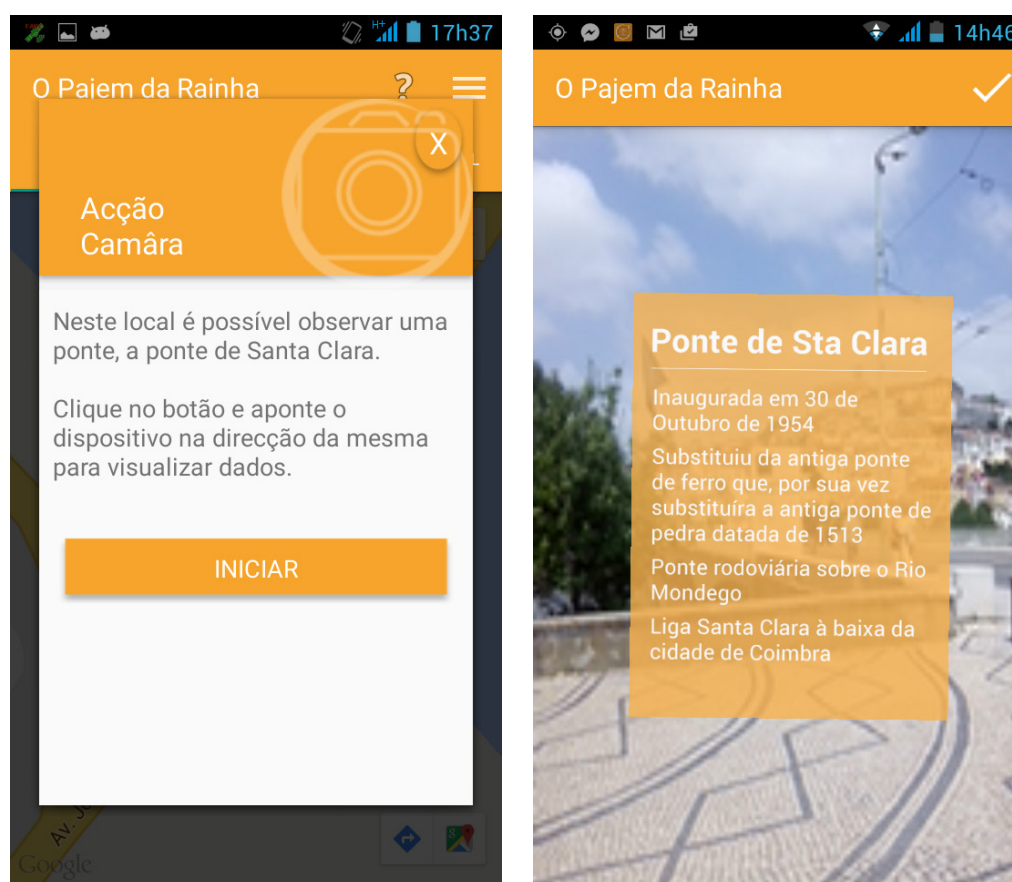 17h37
O Pajem da Rainha
?
X
Acção
Camâra
Neste local é possível observar uma
ponte, a ponte de Santa Clara.
Clique no botão e aponte o
dispositivo na direcção da mesma
para visualizar dados.
INICIAR
Google
14h46
O Pajem da Rainha
Ponte de Sta Clara
Inaugurada em 30 de
Outubro de 1954
Substituiu da antiga ponte
de ferro que, por sua vez
substituíra a antiga ponte de
pedra datada de 1513
Ponte rodoviária sobre o Rio
Mondego
Liga Santa Clara à baixa da
cidade de Coimbra